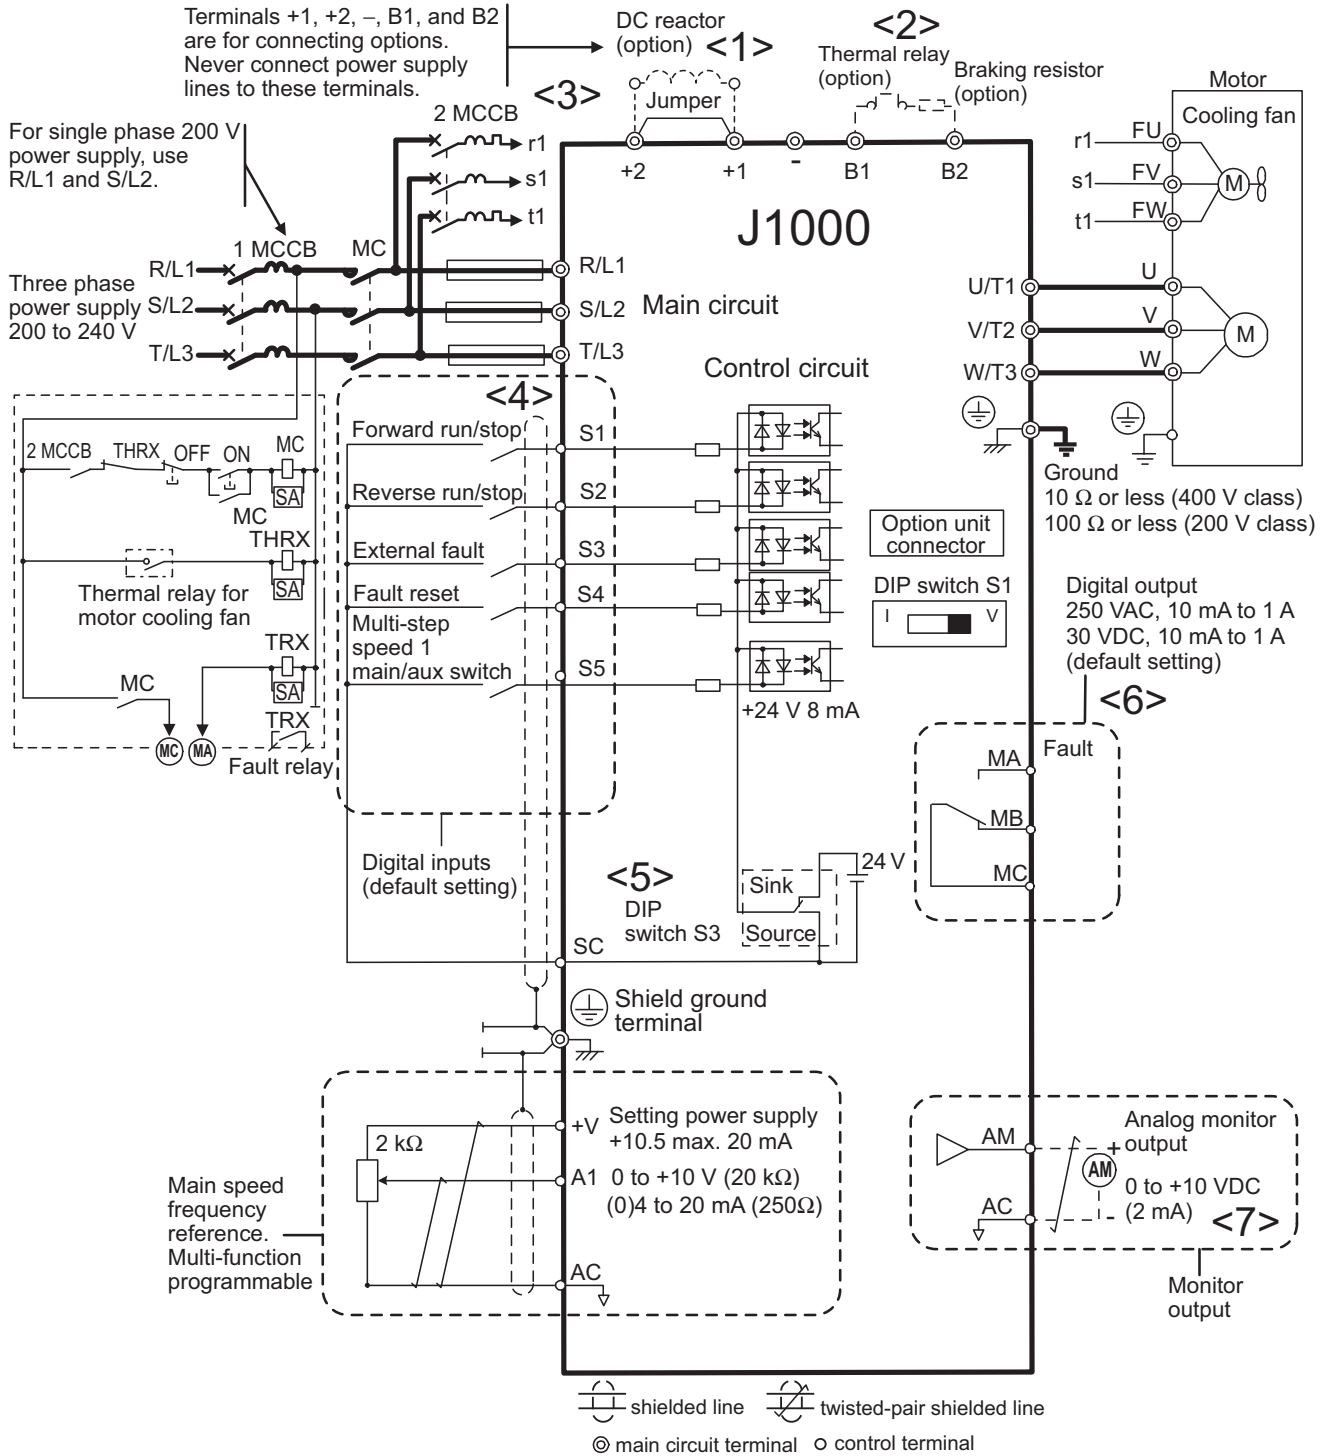 Terminals +1, +2, –, B1, and B2
are for connecting options.
Never connect power supply
lines to these terminals.
DC reactor
(option)
<1>
<2>
Thermal relay
(option)
Braking resistor
(option)
<3>
Jumper
Motor
Cooling fan
2 MCCB
r1
s1
t1
For single phase 200 V
power supply, use
R/L1 and S/L2.
+2
+1
-
B1
B2
r1
FU
s1
FV
t1
FW
M
J1000
1 MCCB
MC
R/L1
S/L2
T/L3
Three phase
power supply
200 to 240 V
R/L1
S/L2
T/L3
Main circuit
U/T1
V/T2
W/T3
U
V
W
M
Control circuit
<4>
Forward run/stop
S1
Reverse run/stop
S2
External fault
S3
Fault reset
S4
Multi-step
speed 1
main/aux switch
S5
+24 V 8 mA
2 MCCB
THRX
OFF
ON
MC
SA
MC
THRX
SA
Thermal relay for
motor cooling fan
TRX
SA
MC
TRX
MC
MA
Fault relay
Ground
10 Ω or less (400 V class)
100 Ω or less (200 V class)
Option unit
connector
DIP switch S1
I
V
Digital output
250 VAC, 10 mA to 1 A
30 VDC, 10 mA to 1 A
(default setting)
<6>
Fault
MA
MB
MC
Digital inputs
(default setting)
<5>
DIP
switch S3
Sink
Source
24 V
SC
Shield ground
terminal
2 kΩ
+V
Setting power supply
+10.5 max. 20 mA
A1
0 to +10 V (20 kΩ)
(0)4 to 20 mA (250Ω)
AC
Main speed
frequency
reference.
Multi-function
programmable
AM
AC
+
AM
-
Analog monitor
output
0 to +10 VDC
(2 mA)
<7>
Monitor
output
shielded line
twisted-pair shielded line
main circuit terminal
control terminal